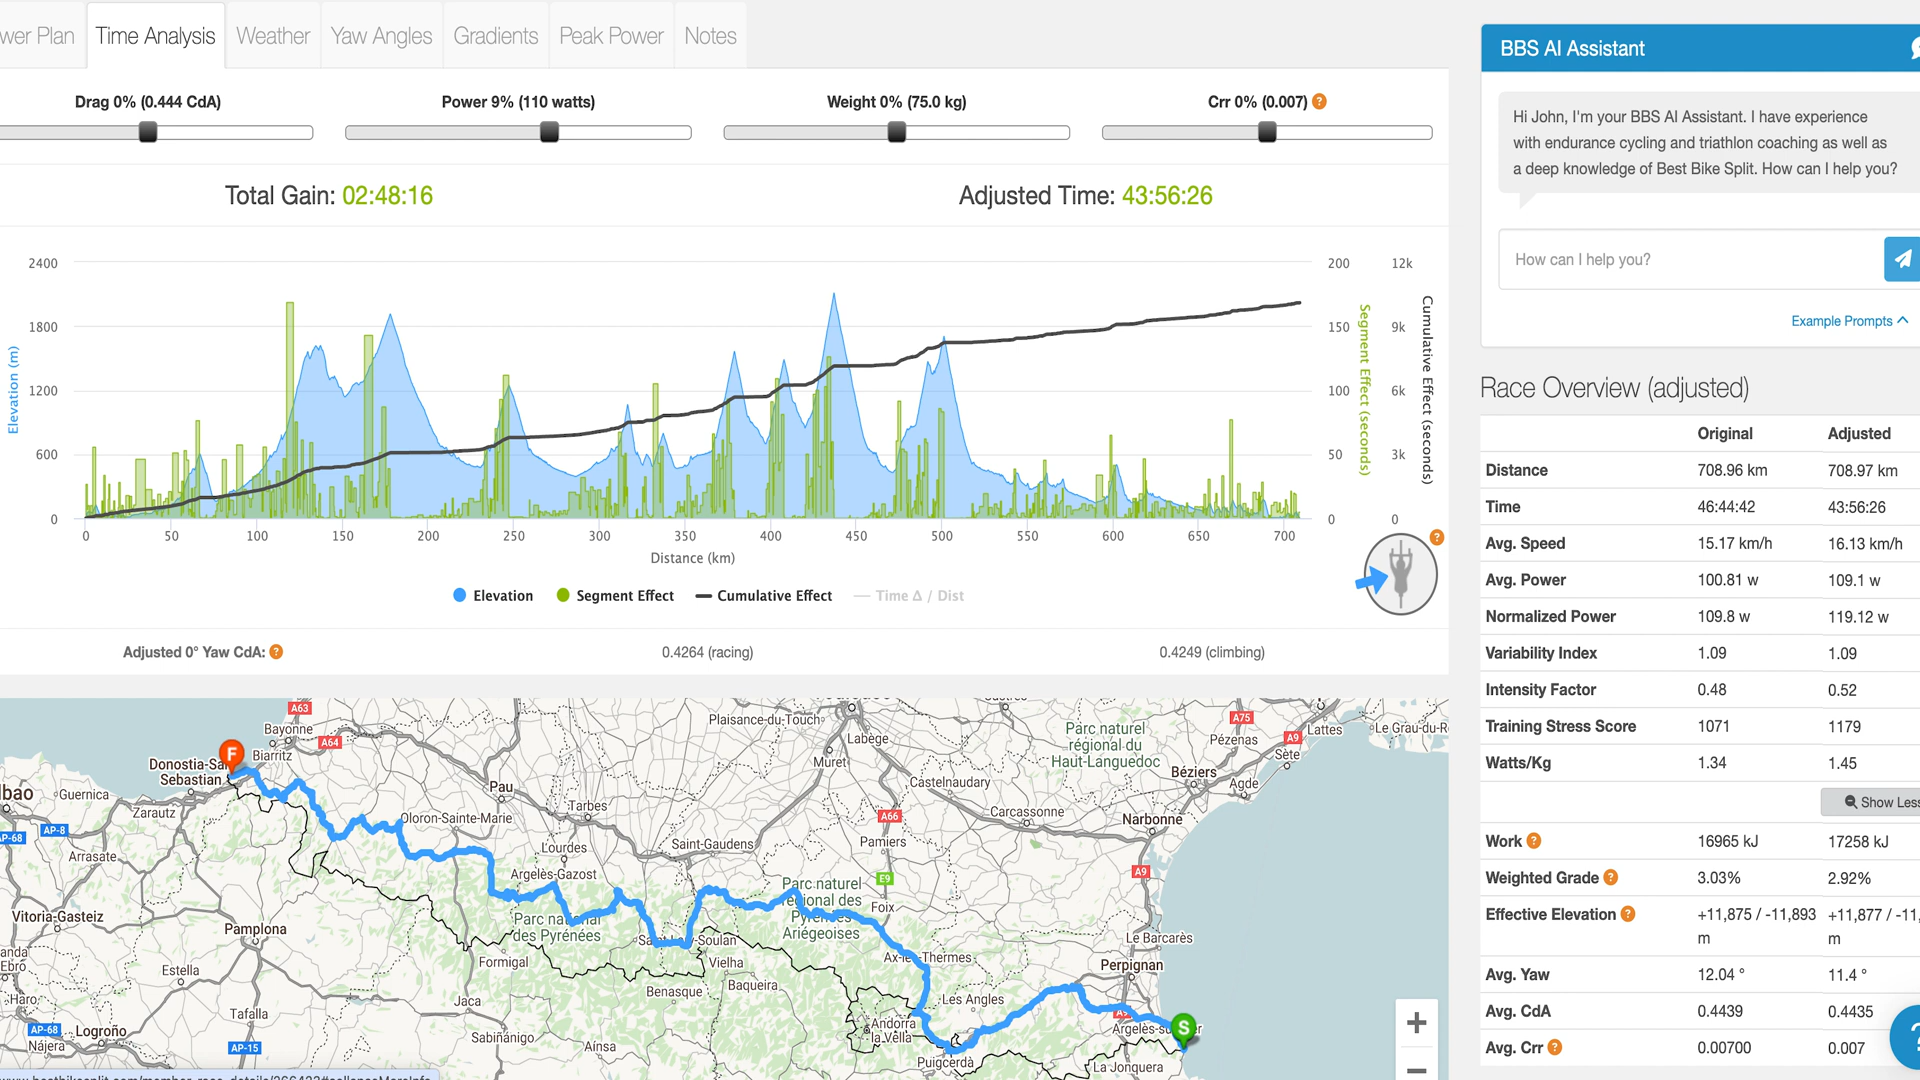 wer Plan
Time Analysis
Weather
Yaw Angles
Gradients
Peak Power
Notes
Drag 0% (0.444 CdA)
Power 9% (110 watts)
Weight 0% (75.0 kg)
Crr 0% (0.007) ?
Total Gain: 02:48:16
Adjusted Time: 43:56:26
2400
1800
1200
600
0
Elevation (m)
200
150
100
50
0
Segment Effect (seconds)
12k
9k
6k
3k
0
Cumulative Effect (seconds)
0 50 100 150 200 250 300 350 400 450 500 550 600 650 700
Distance (km)
Elevation
Segment Effect
Cumulative Effect
Time Δ / Dist
?
Adjusted 0° Yaw CdA: ?
0.4264 (racing)
0.4249 (climbing)
A63
Bayonne
A64
Biarritz
F
Donostia-Sa
Sebastian
Guernica
lbao
Zarautz
AP-8
AP-68
Arrasate
Vitoria-Gasteiz
Pamplona
Estella
anda
Ebro
Haro
AP-68
Logroño
Nájera
Tafalla
AP-15
Pau
Tarbes
Oloron-Sainte-Marie
Lourdes
Argelès-Gazost
Saint-Gaudens
Parc national
des Pyrénées
Formigal
Jaca
Sabiñánigo
Aínsa
Benasque
Vielha
Baqueira
Plaisance-du-Touch
Labège
Muret
Castelnaudary
A66
Pamiers
E9
Foix
Parc naturel
régional des
Pyrénées
Ariégeoises
Carcassonne
Narbonne
Parc naturel
régional du
Haut-Languedoc
A75
Pézenas
A9
Lattes
Le Grau-du-R
Sète
Béziers
Agde
A9
Le Barcarès
Perpignan
Les Angles
Andorra
la Vella
Puigcerdà
S
La Jonquera
+
−
BBS AI Assistant
Hi John, I'm your BBS AI Assistant. I have experience
with endurance cycling and triathlon coaching as well as
a deep knowledge of Best Bike Split. How can I help you?
How can I help you?
Example Prompts
Race Overview (adjusted)
Original Adjusted
Distance 708.96 km 708.97 km
Time 46:44:42 43:56:26
Avg. Speed 15.17 km/h 16.13 km/h
Avg. Power 100.81 w 109.1 w
Normalized Power 109.8 w 119.12 w
Variability Index 1.09 1.09
Intensity Factor 0.48 0.52
Training Stress Score 1071 1179
Watts/Kg 1.34 1.45
Show Less
Work ? 16965 kJ 17258 kJ
Weighted Grade ? 3.03% 2.92%
Effective Elevation ? +11,875 / -11,893 +11,877 / -11,
m m
Avg. Yaw 12.04 ° 11.4 °
Avg. CdA 0.4439 0.4435
Avg. Crr ? 0.00700 0.007
?